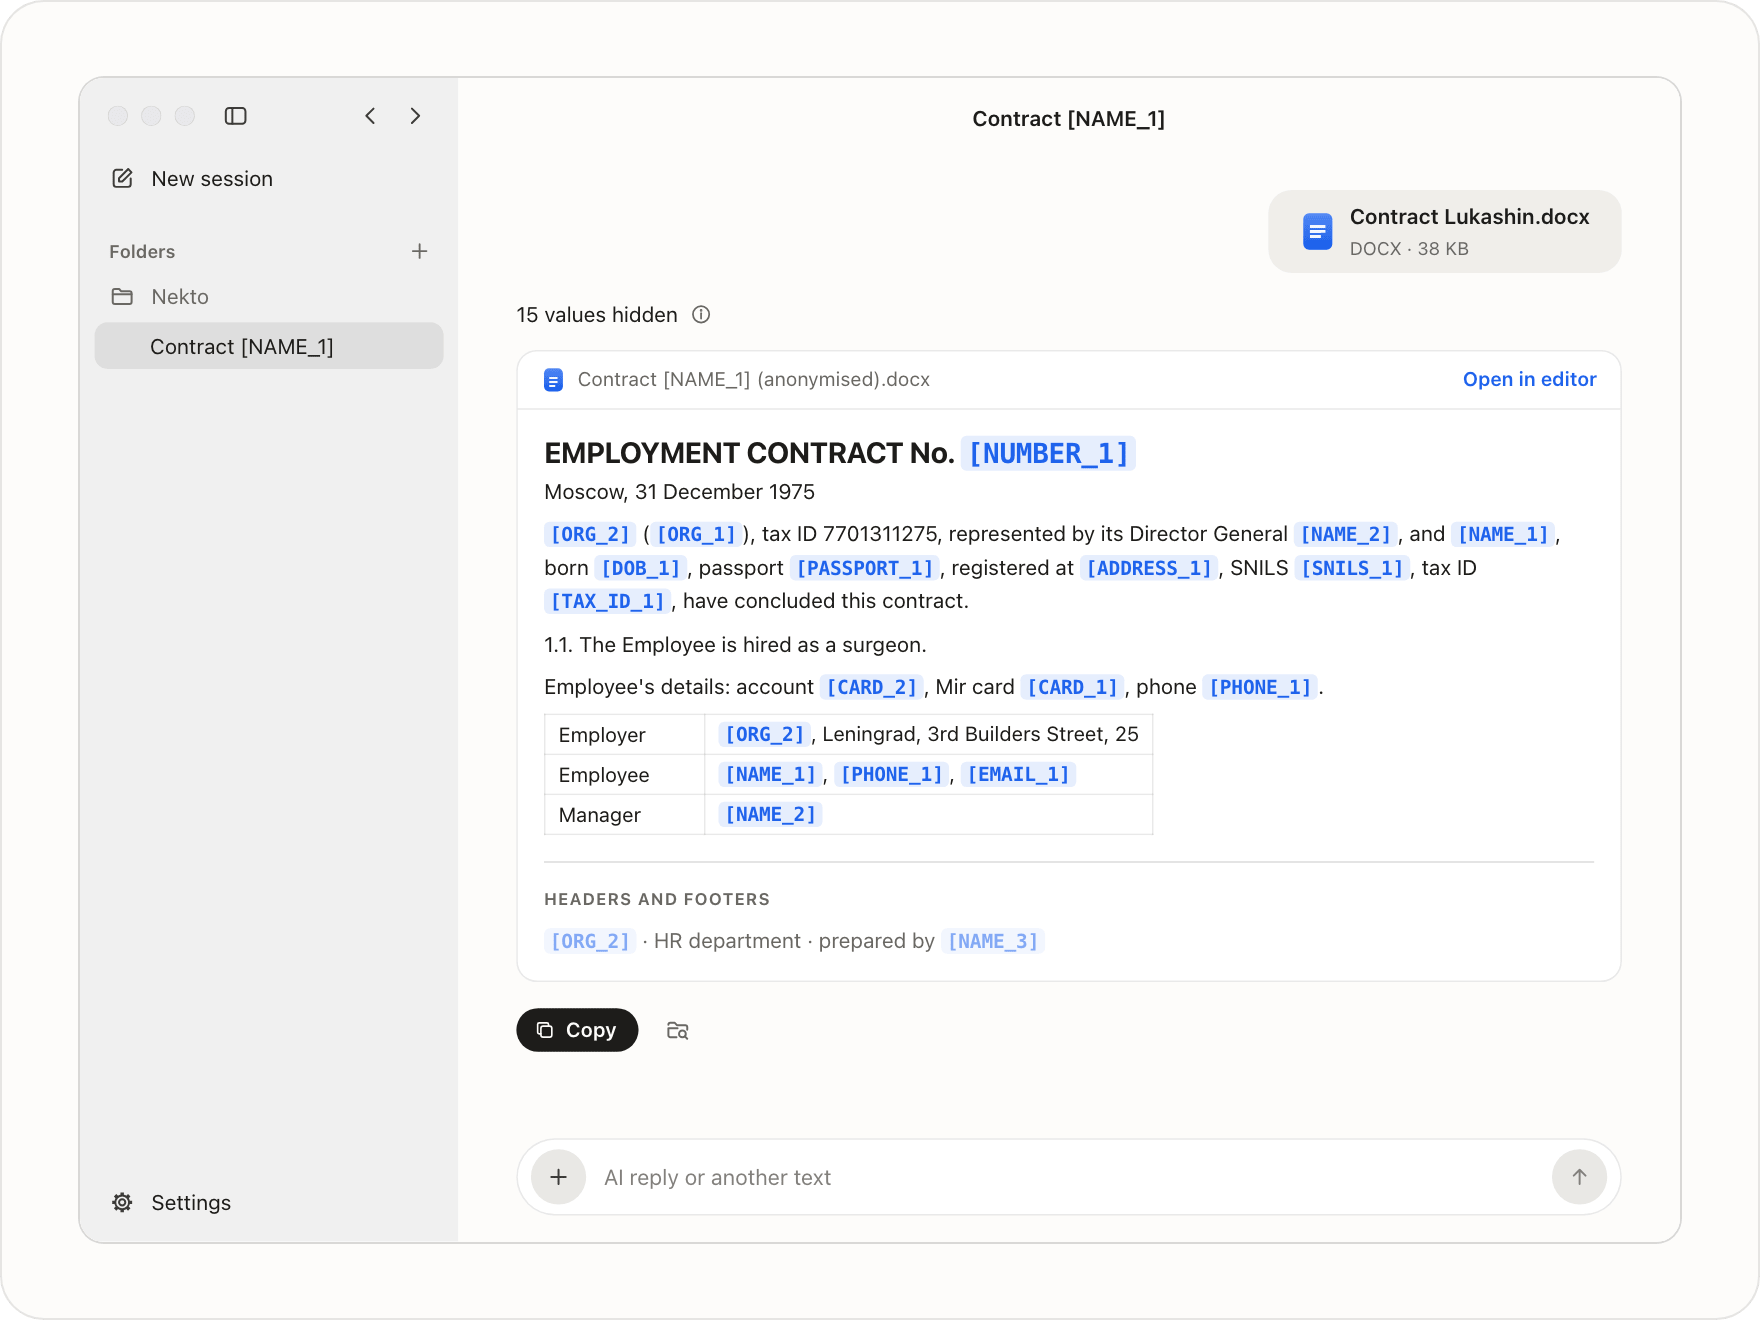 New session
Folders
Nekto
Contract [NAME_1]
Settings
Contract [NAME_1]
Contract Lukashin.docx
DOCX · 38 KB
15 values hidden
Contract [NAME_1] (anonymised).docx
Open in editor
EMPLOYMENT CONTRACT No. [NUMBER_1]
Moscow, 31 December 1975
[ORG_2] ([ORG_1]), tax ID 7701311275, represented by its Director General [NAME_2], and [NAME_1],
born [DOB_1], passport [PASSPORT_1], registered at [ADDRESS_1], SNILS [SNILS_1], tax ID
[TAX_ID_1], have concluded this contract.
1.1. The Employee is hired as a surgeon.
Employee's details: account [CARD_2], Mir card [CARD_1], phone [PHONE_1].
Employer [ORG_2], Leningrad, 3rd Builders Street, 25
Employee [NAME_1], [PHONE_1], [EMAIL_1]
Manager [NAME_2]
HEADERS AND FOOTERS
[ORG_2] · HR department · prepared by [NAME_3]
Copy
AI reply or another text